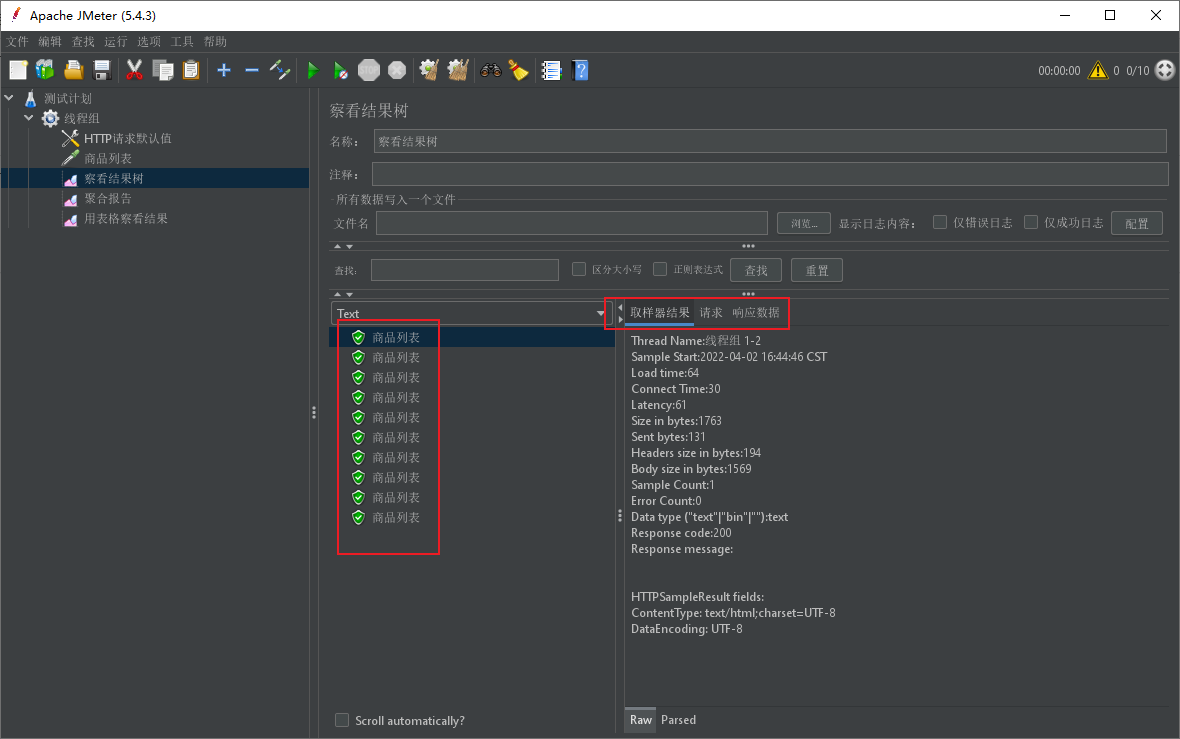 Apache JMeter (5.4.3)
文件 编辑 查找 运行 选项 工具 帮助
STOP
00:00:00 0 0/10
测试计划
线程组
HTTP请求默认值
商品列表
察看结果树
聚合报告
用表格察看结果
察看结果树
名称： 察看结果树
注释：
所有数据写入一个文件
文件名 浏览... 显示日志内容： 仅错误日志 仅成功日志 配置
查找: 区分大小写 正则表达式 查找 重置
Text
商品列表
商品列表
商品列表
商品列表
商品列表
商品列表
商品列表
商品列表
商品列表
商品列表
Scroll automatically?
取样器结果 请求 响应数据
Thread Name:线程组 1-2
Sample Start:2022-04-02 16:44:46 CST
Load time:64
Connect Time:30
Latency:61
Size in bytes:1763
Sent bytes:131
Headers size in bytes:194
Body size in bytes:1569
Sample Count:1
Error Count:0
Data type ("text"|"bin"|""):text
Response code:200
Response message:
HTTPSampleResult fields:
ContentType: text/html;charset=UTF-8
DataEncoding: UTF-8
Raw Parsed